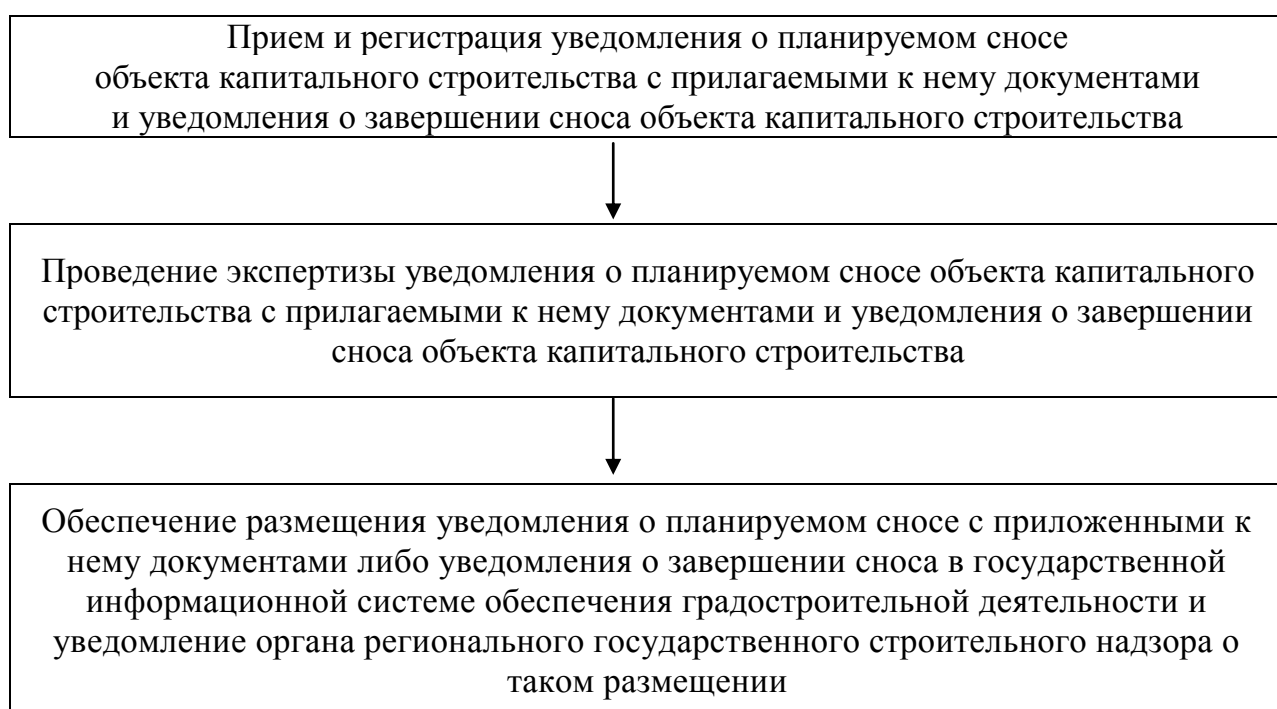 Прием и регистрация уведомления о планируемом сносе
объекта капитального строительства с прилагаемыми к нему документами
и уведомления о завершении сноса объекта капитального строительства
Проведение экспертизы уведомления о планируемом сносе объекта капитального
строительства с прилагаемыми к нему документами и уведомления о завершении
сноса объекта капитального строительства
Обеспечение размещения уведомления о планируемом сносе с приложенными к
нему документами либо уведомления о завершении сноса в государственной
информационной системе обеспечения градостроительной деятельности и
уведомление органа регионального государственного строительного надзора о
таком размещении